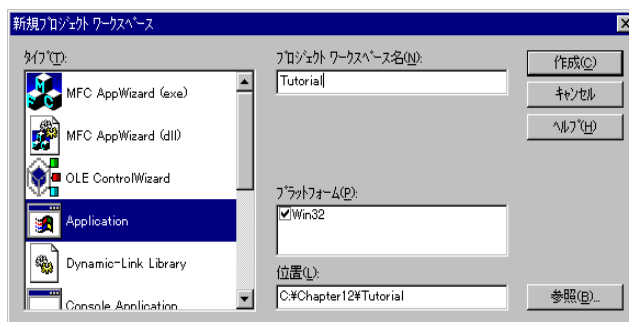 新規プロジェクト ワークスペース
タイプ(T):
MFC AppWizard (exe)
MFC AppWizard (dll)
OLE ControlWizard
Application
Dynamic-Link Library
Console Application
プロジェクト ワークスペース名(N):
Tutorial
プラットフォーム(P):
Win32
位置(L):
C:¥Chapter12¥Tutorial
作成(C)
キャンセル
ヘルプ(H)
参照(B)...